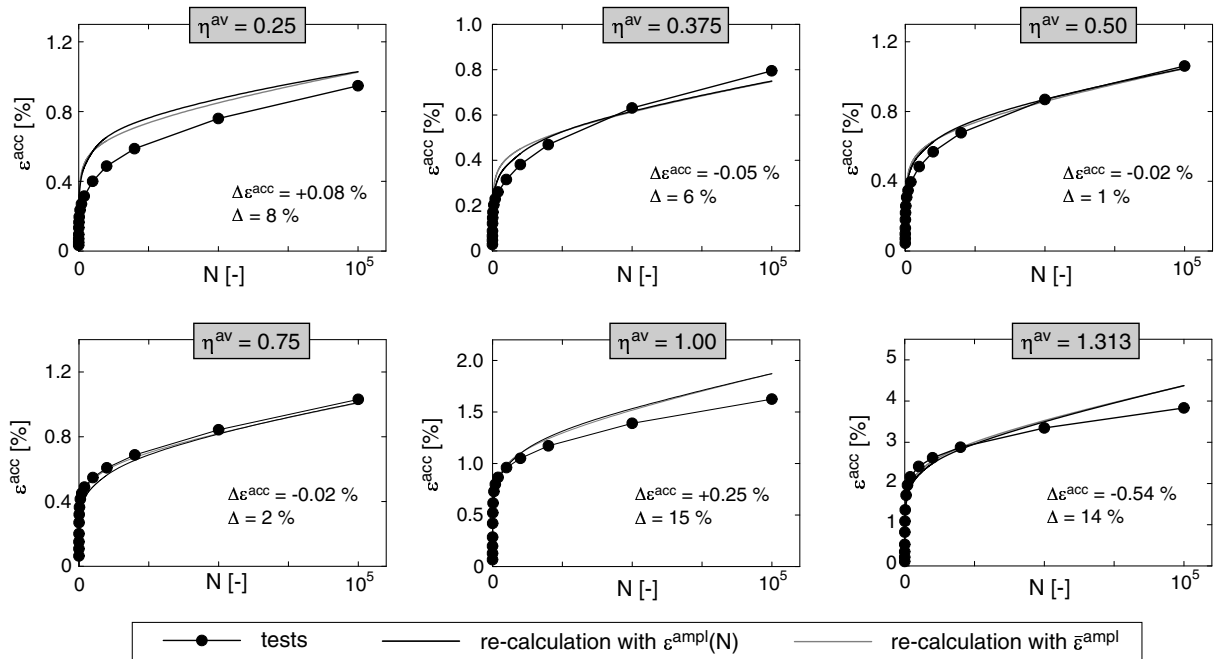 η^av = 0.25
1.2
0.8
0.4
0
ε^acc [%]
Δε^acc = +0.08 %
Δ = 8 %
0
10^5
N [-]
η^av = 0.375
1.0
0.8
0.6
0.4
0.2
0
ε^acc [%]
Δε^acc = -0.05 %
Δ = 6 %
0
10^5
N [-]
η^av = 0.50
1.2
0.8
0.4
0
ε^acc [%]
Δε^acc = -0.02 %
Δ = 1 %
0
10^5
N [-]
η^av = 0.75
1.2
0.8
0.4
0
ε^acc [%]
Δε^acc = -0.02 %
Δ = 2 %
0
10^5
N [-]
η^av = 1.00
2.0
1.5
1.0
0.5
0
ε^acc [%]
Δε^acc = +0.25 %
Δ = 15 %
0
10^5
N [-]
η^av = 1.313
5
4
3
2
1
0
ε^acc [%]
Δε^acc = -0.54 %
Δ = 14 %
0
10^5
N [-]
tests
re-calculation with ε^ampl(N)
re-calculation with ε̄^ampl